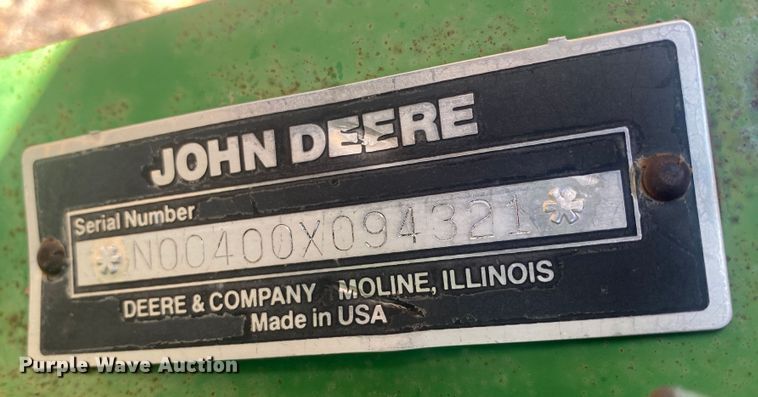 JOHN DEERE
Serial Number
*N00400X094321*
DEERE & COMPANY MOLINE, ILLINOIS
Made in USA
Purple Wave Auction